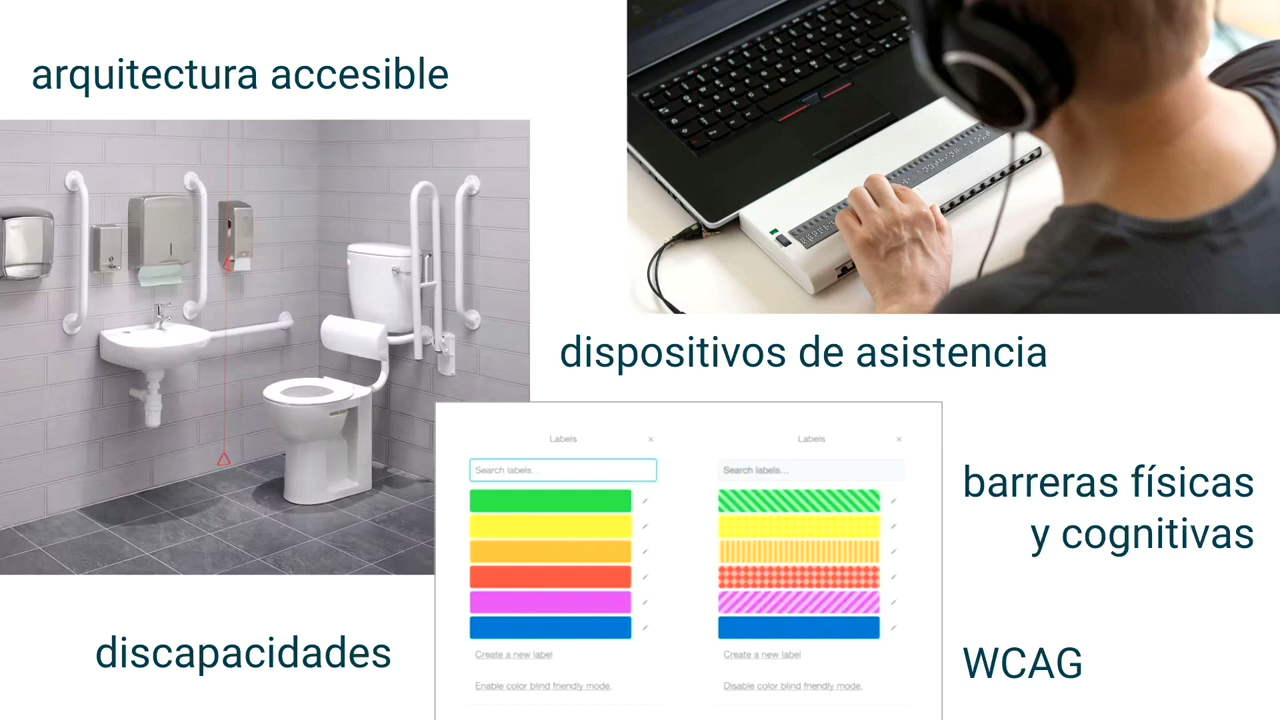 arquitectura accesible
dispositivos de asistencia
Labels ×
Search labels...
Create a new label
Enable color blind friendly mode.
Labels ×
Search labels...
Create a new label
Disable color blind friendly mode.
barreras físicas
y cognitivas
discapacidades
WCAG